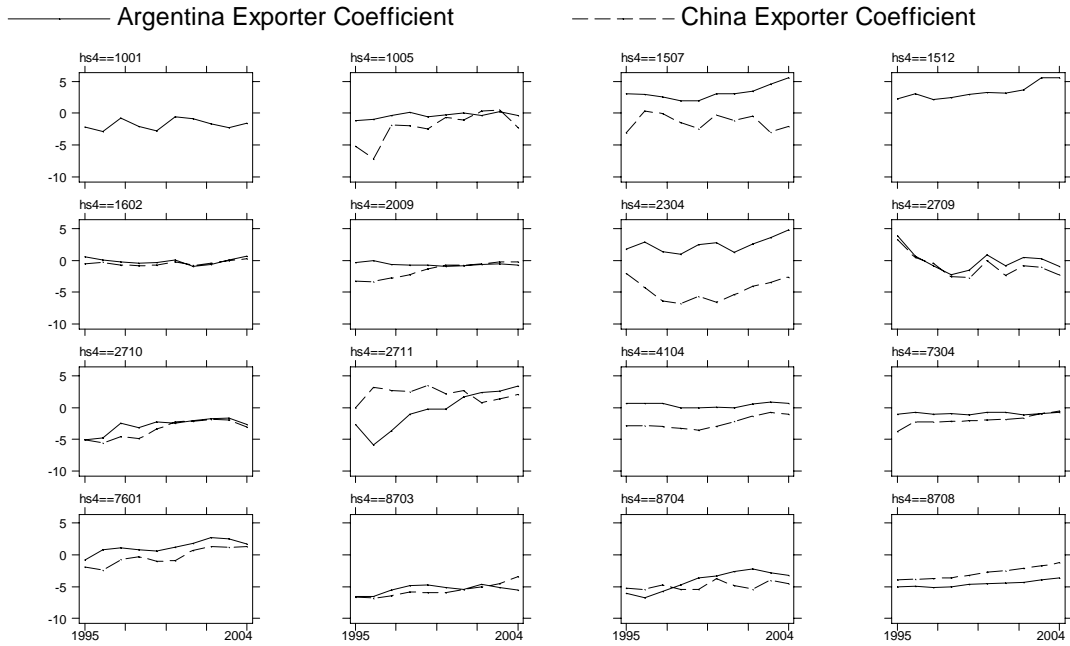 Argentina Exporter Coefficient China Exporter Coefficient
hs4==1001 hs4==1005 hs4==1507 hs4==1512
5
0
-5
-10
hs4==1602 hs4==2009 hs4==2304 hs4==2709
5
0
-5
-10
hs4==2710 hs4==2711 hs4==4104 hs4==7304
5
0
-5
-10
hs4==7601 hs4==8703 hs4==8704 hs4==8708
5
0
-5
-10
1995 2004 1995 2004 1995 2004 1995 2004